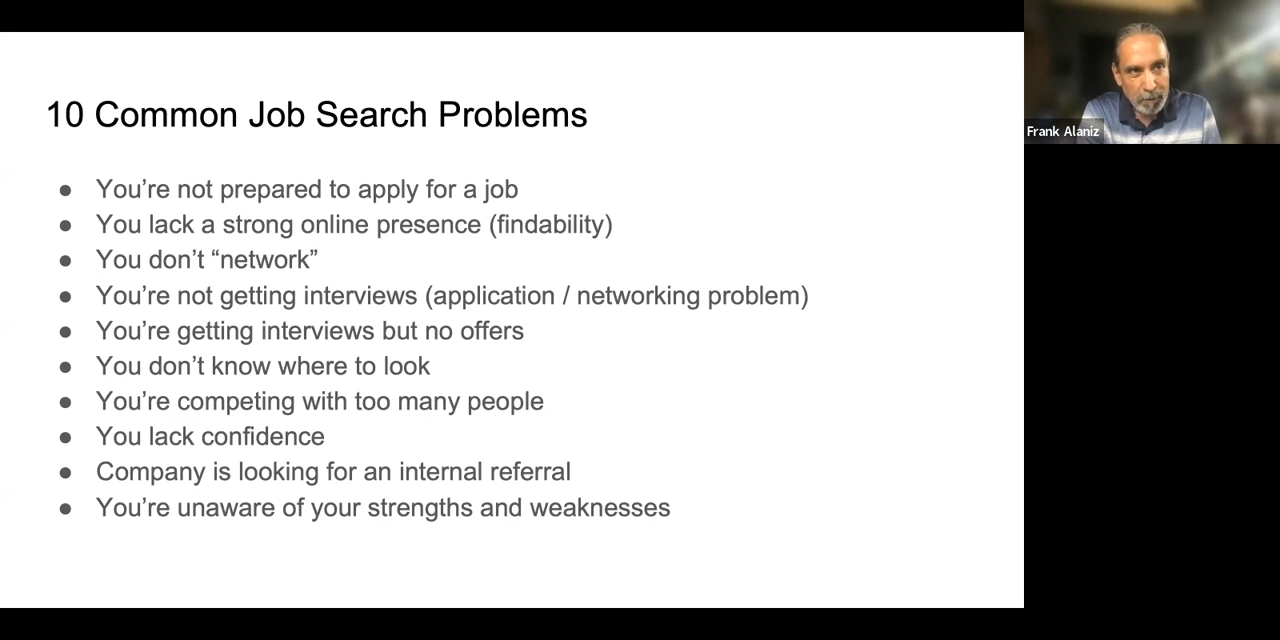 10 Common Job Search Problems
● You’re not prepared to apply for a job
● You lack a strong online presence (findability)
● You don’t “network”
● You’re not getting interviews (application / networking problem)
● You’re getting interviews but no offers
● You don’t know where to look
● You’re competing with too many people
● You lack confidence
● Company is looking for an internal referral
● You’re unaware of your strengths and weaknesses
Frank Alaniz